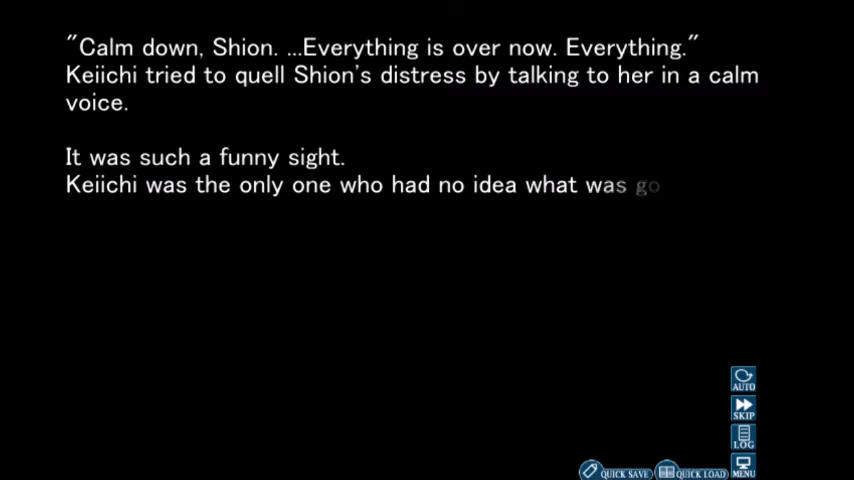 "Calm down, Shion. ...Everything is over now. Everything."
Keiichi tried to quell Shion's distress by talking to her in a calm
voice.
It was such a funny sight.
Keiichi was the only one who had no idea what was go
AUTO
SKIP
LOG
MENU
QUICK SAVE
QUICK LOAD